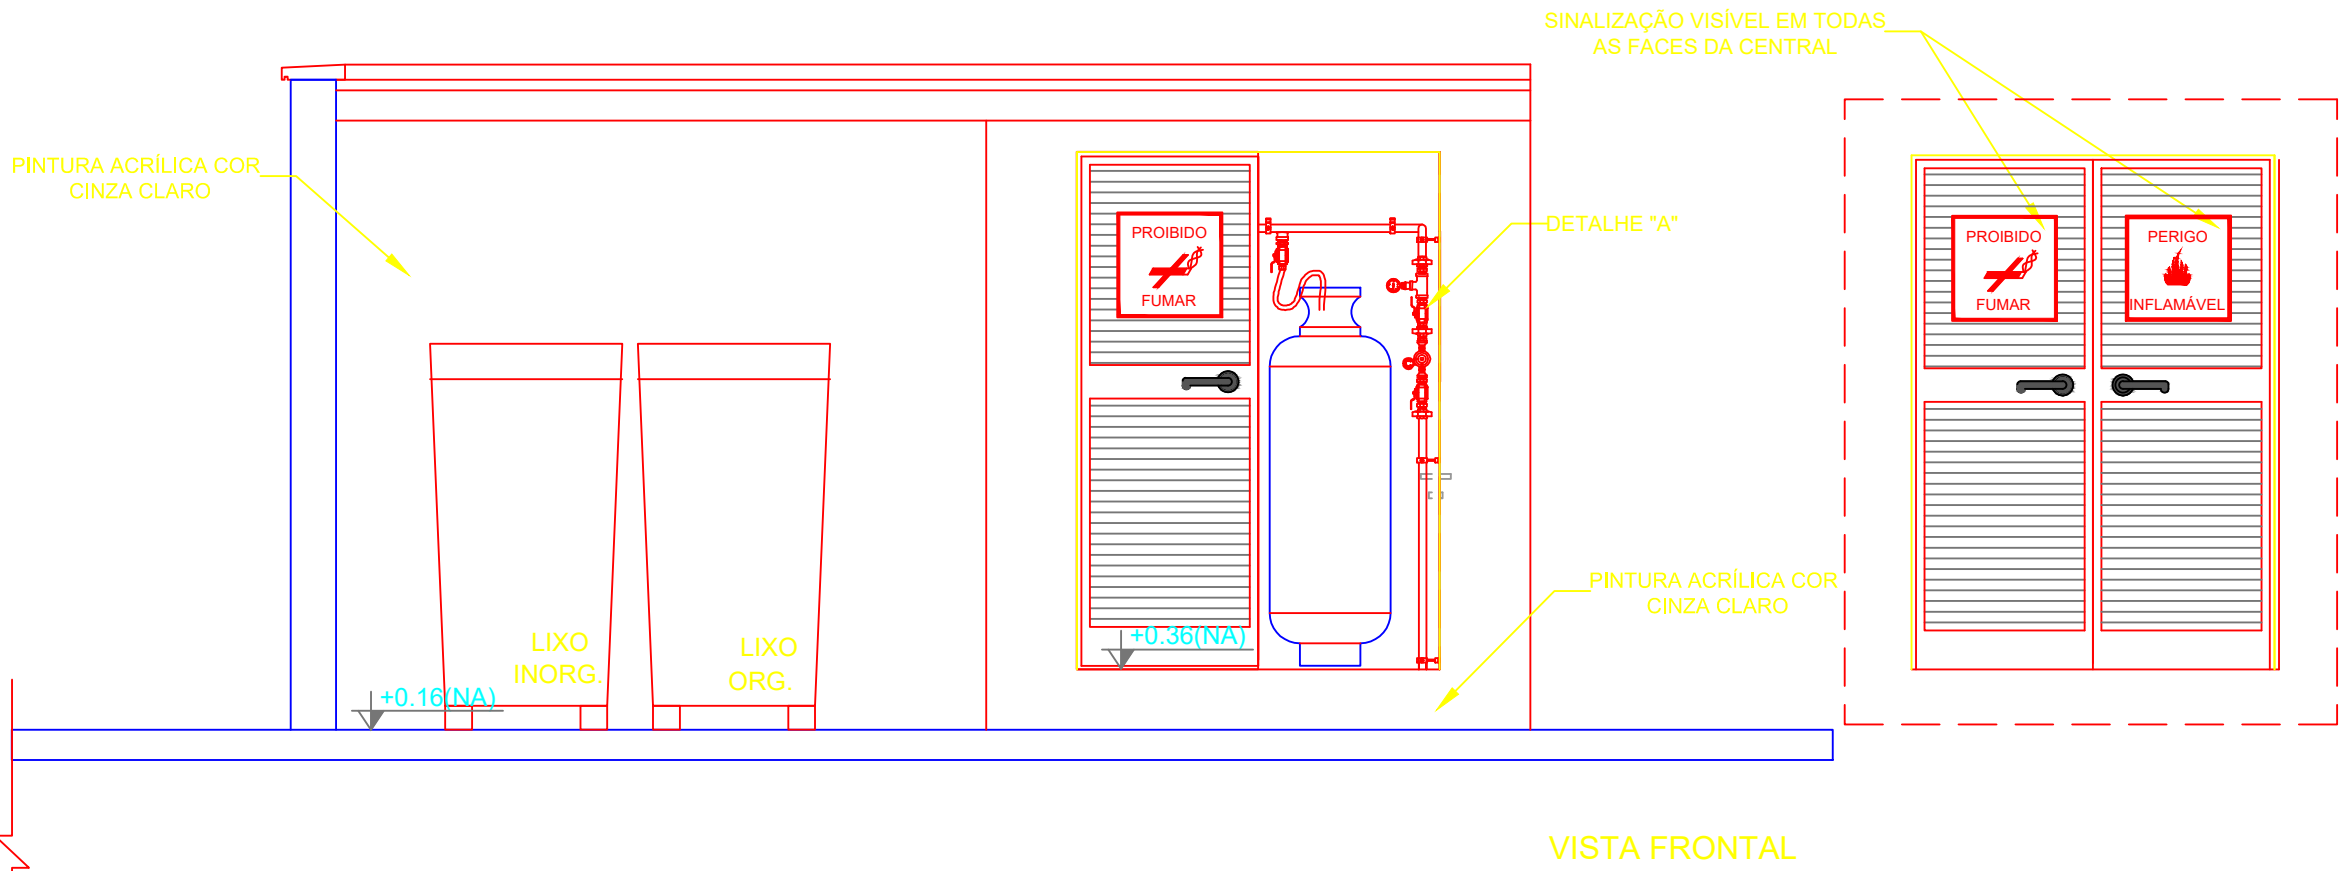 SINALIZAÇÃO VISÍVEL EM TODAS
AS FACES DA CENTRAL
PINTURA ACRÍLICA COR
CINZA CLARO
DETALHE "A"
PROIBIDO
FUMAR
PROIBIDO
FUMAR
PERIGO
INFLAMÁVEL
PINTURA ACRÍLICA COR
CINZA CLARO
LIXO
INORG.
LIXO
ORG.
+0.36(NA)
+0.16(NA)
VISTA FRONTAL